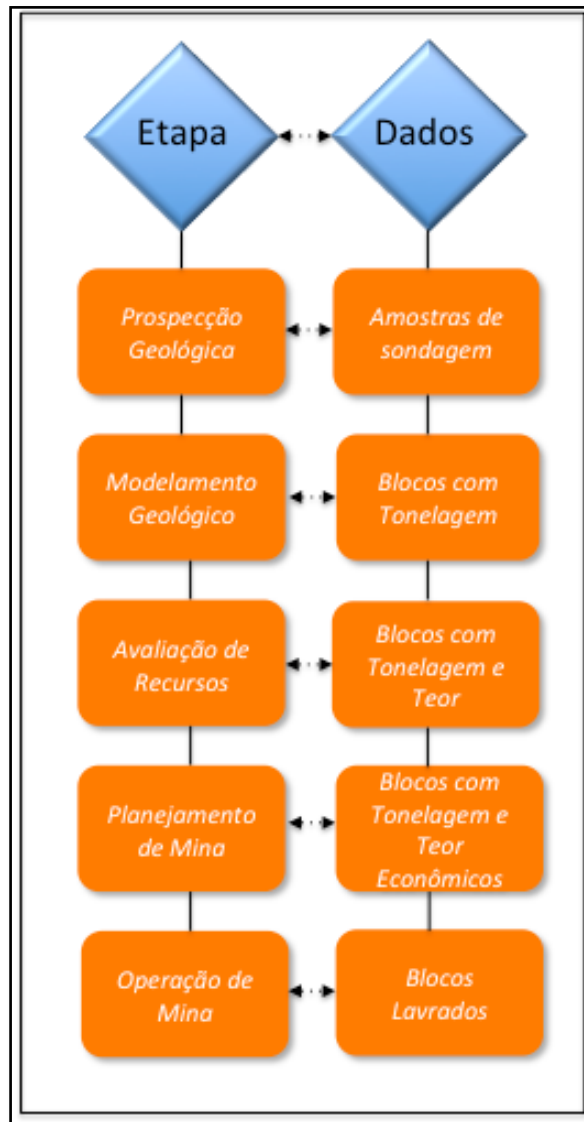 Etapa
Dados
Prospecção
Geológica
Amostras de
sondagem
Modelamento
Geológico
Blocos com
Tonelagem
Avaliação de
Recursos
Blocos com
Tonelagem e
Teor
Planejamento
de Mina
Blocos com
Tonelagem e
Teor
Econômicos
Operação de
Mina
Blocos
Lavrados